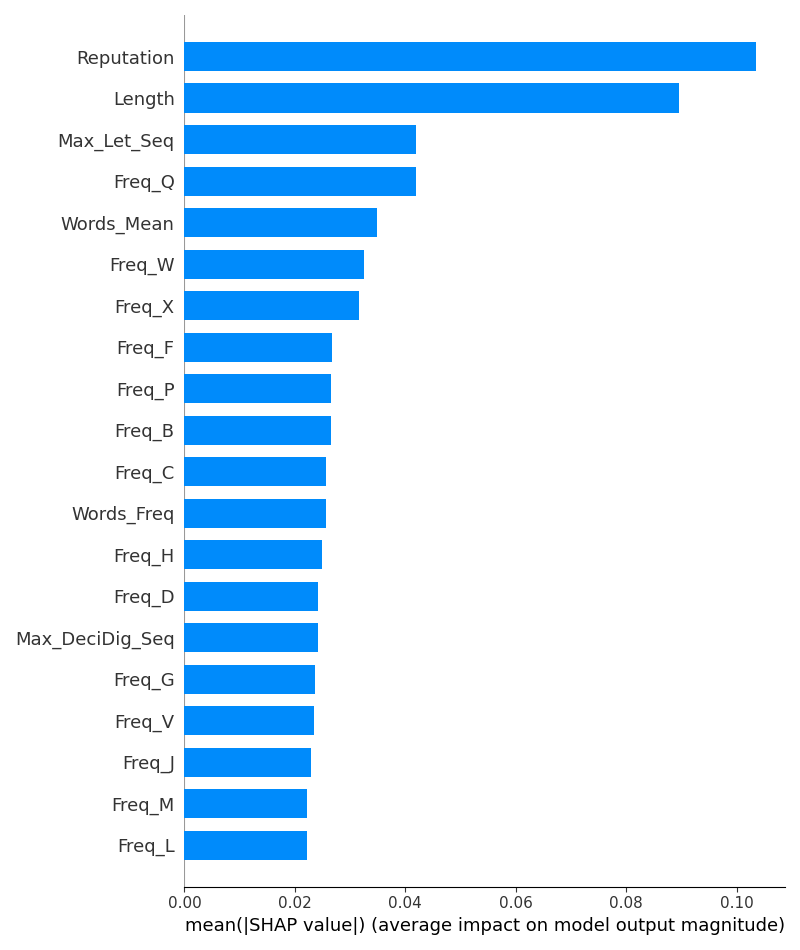 Reputation
Length
Max_Let_Seq
Freq_Q
Words_Mean
Freq_W
Freq_X
Freq_F
Freq_P
Freq_B
Freq_C
Words_Freq
Freq_H
Freq_D
Max_DeciDig_Seq
Freq_G
Freq_V
Freq_J
Freq_M
Freq_L
0.00 0.02 0.04 0.06 0.08 0.10
mean(|SHAP value|) (average impact on model output magnitude)